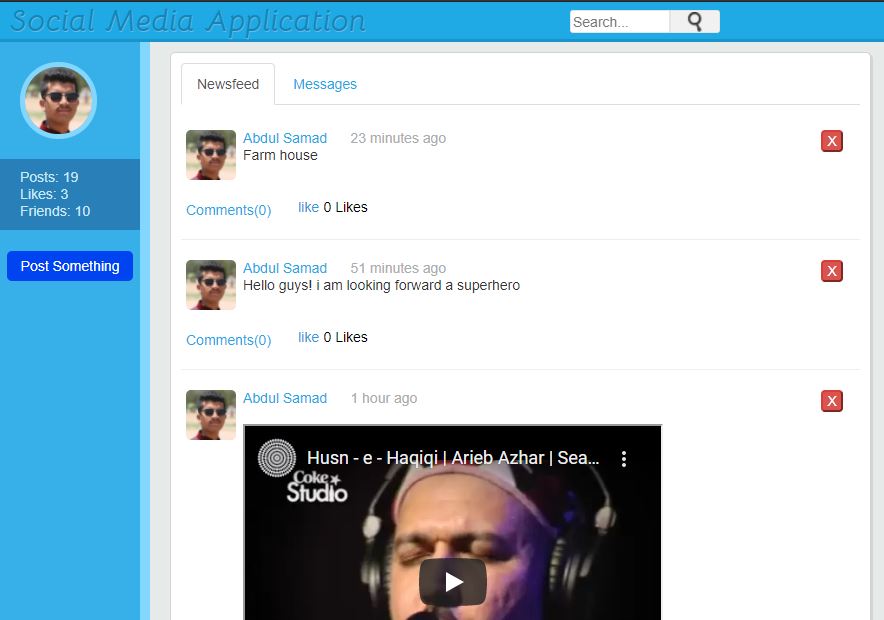 Social Media Application
Search...
Posts: 19
Likes: 3
Friends: 10
Post Something
Newsfeed
Messages
Abdul Samad 23 minutes ago
X
Farm house
Comments(0) like 0 Likes
Abdul Samad 51 minutes ago
X
Hello guys! i am looking forward a superhero
Comments(0) like 0 Likes
Abdul Samad 1 hour ago
X
Husn - e - Haqiqi | Arieb Azhar | Sea...
Coke
Studio